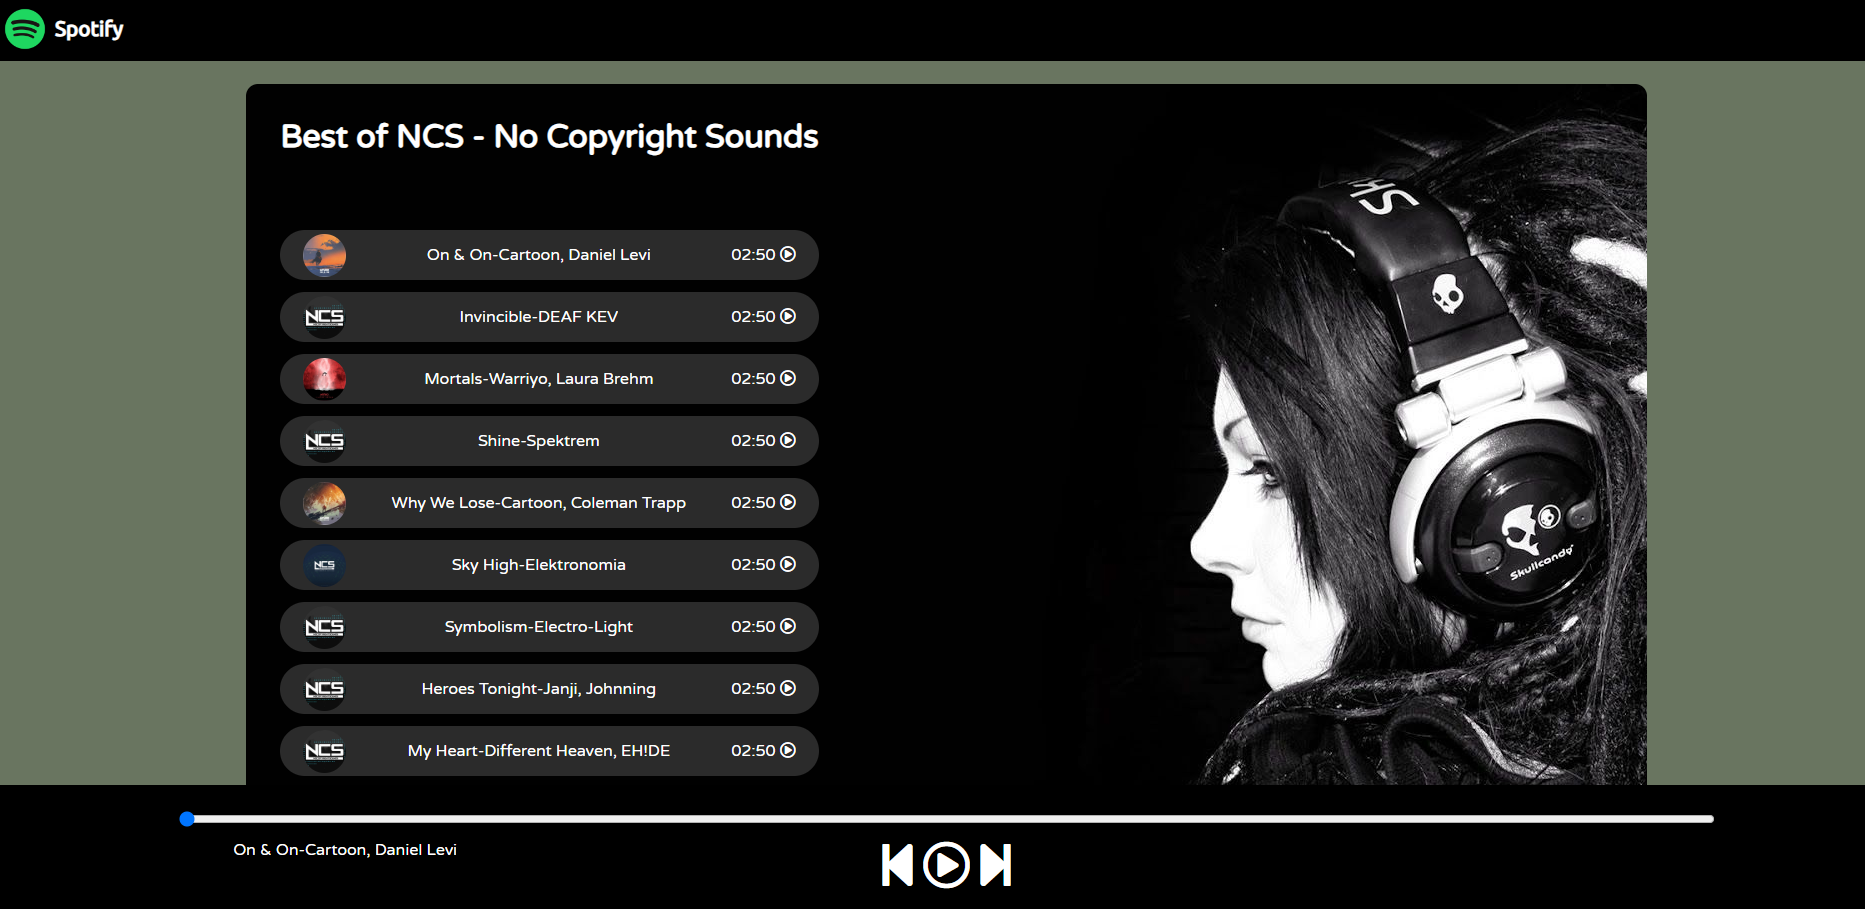 Spotify
Best of NCS - No Copyright Sounds
On & On-Cartoon, Daniel Levi 02:50
NCS Invincible-DEAF KEV 02:50
Mortals-Warriyo, Laura Brehm 02:50
NCS Shine-Spektrem 02:50
Why We Lose-Cartoon, Coleman Trapp 02:50
NCS Sky High-Elektronomia 02:50
NCS Symbolism-Electro-Light 02:50
NCS Heroes Tonight-Janji, Johnning 02:50
NCS My Heart-Different Heaven, EH!DE 02:50
Skullcandy
On & On-Cartoon, Daniel Levi